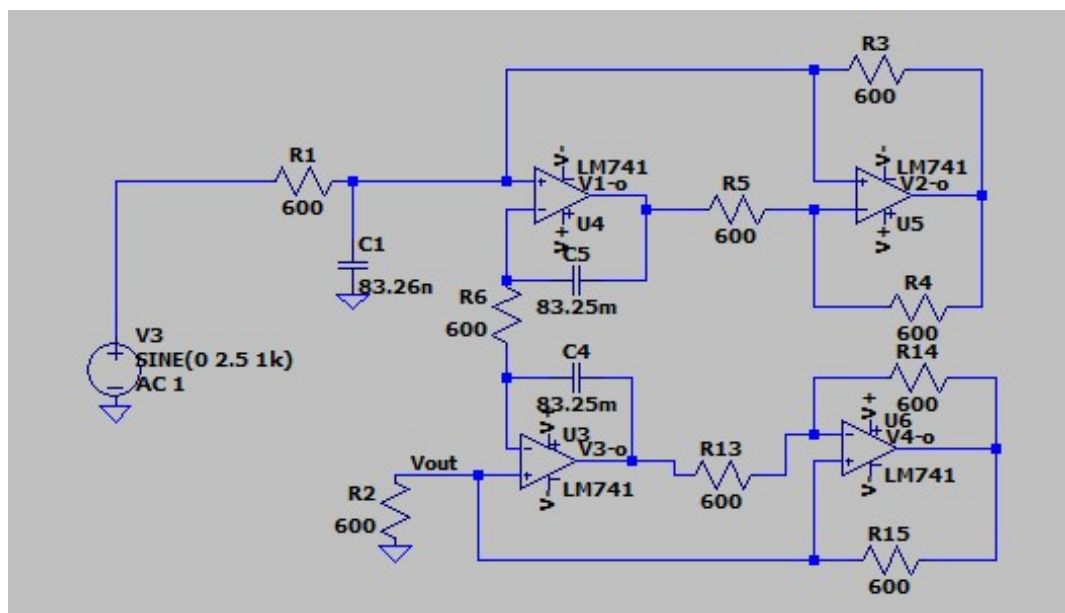 R3
600
R1
600
V-
LM741
V1-o
U4
V+
R5
600
V-
LM741
V2-o
U5
V+
C1
83.26n
C5
83.25m
R6
600
R4
600
V3
SINE(0 2.5 1k)
AC 1
C4
83.25m
R14
600
V+
U3
V3-o
LM741
V-
V+
U6
V4-o
LM741
V-
Vout
R2
600
R13
600
R15
600